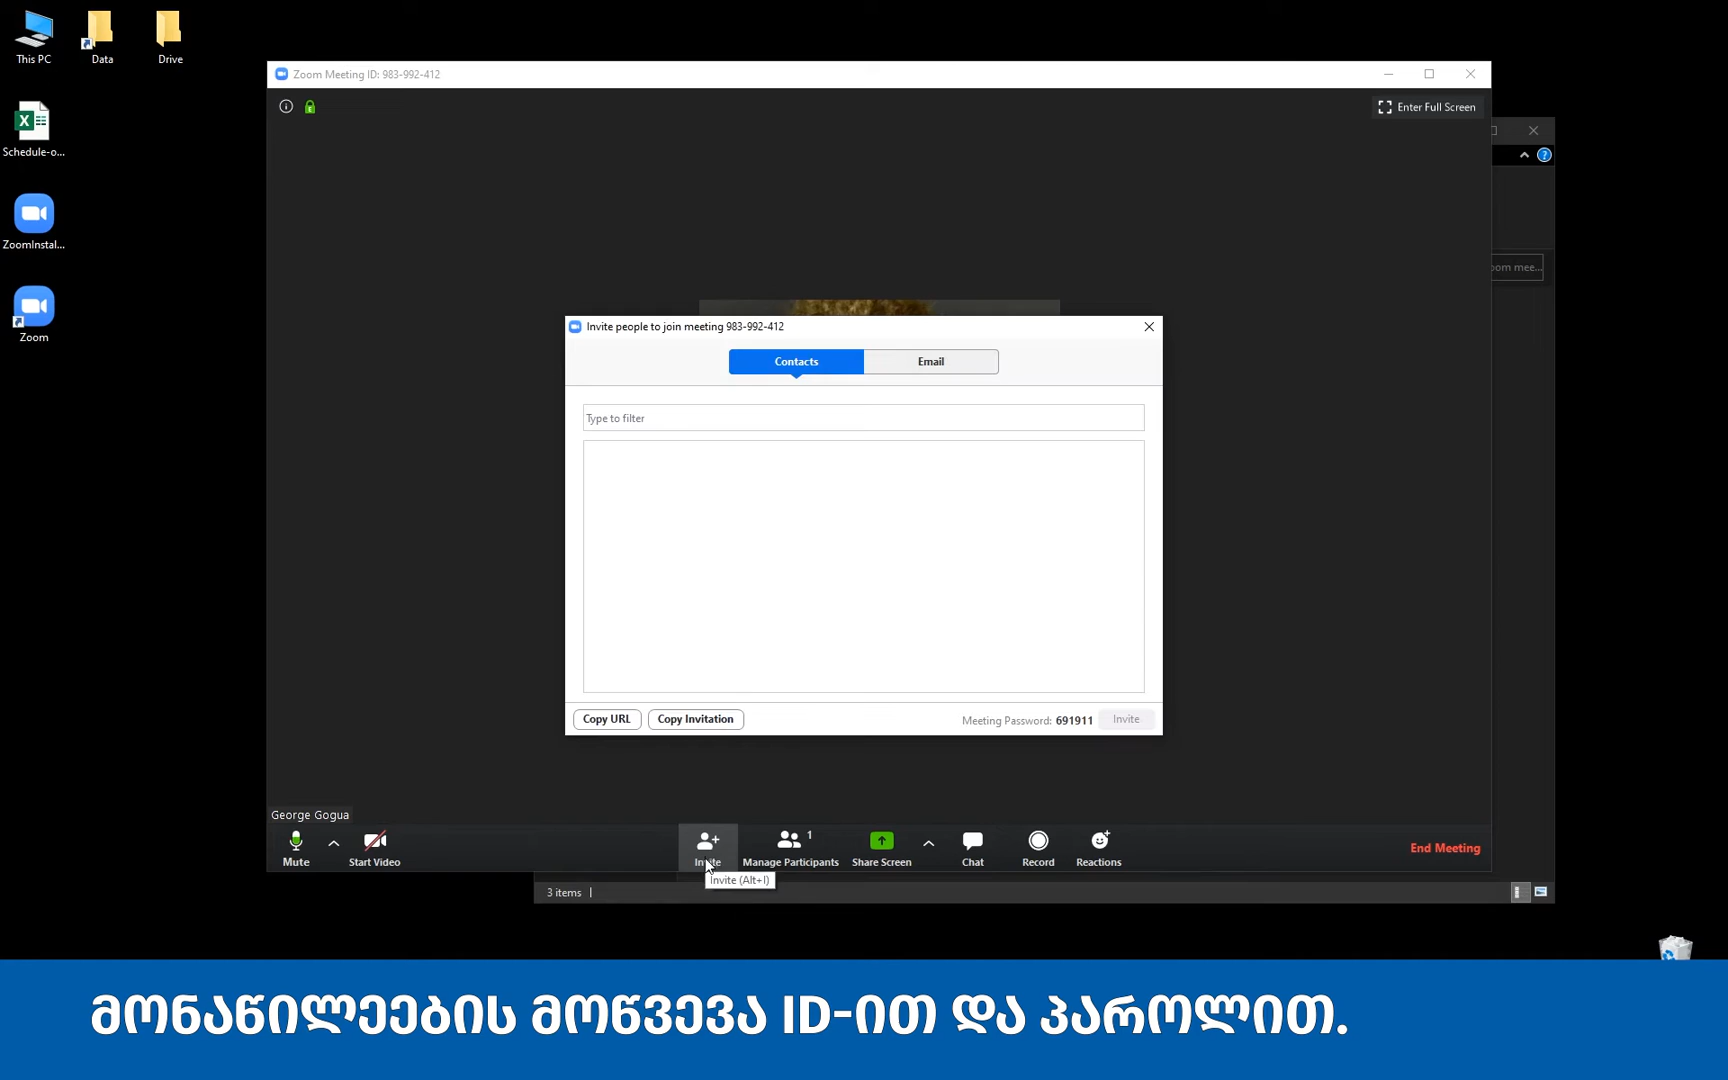 This PC
Data
Drive
Schedule-o...
ZoomInstal...
Zoom
Zoom Meeting ID: 983-992-412
Enter Full Screen
oom mee...
Invite people to join meeting 983-992-412
Contacts
Email
Type to filter
Copy URL
Copy Invitation
Meeting Password: 691911
Invite
George Gogua
Mute
Start Video
Invite
Manage Participants
1
Share Screen
Chat
Record
Reactions
End Meeting
Invite (Alt+I)
3 items
მონაწილეების მოწვევა ID-ით და პაროლით.